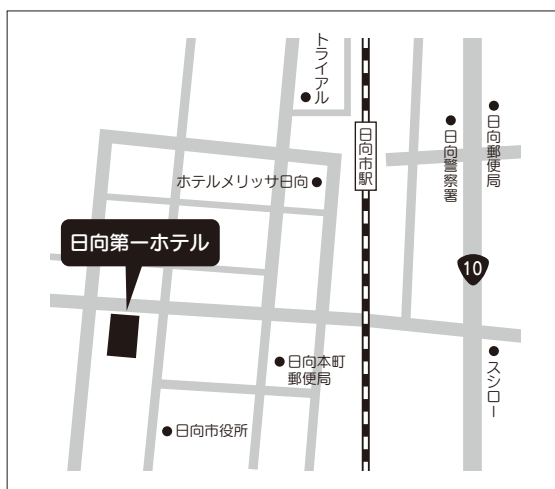 トライアル
日向市駅
日向郵便局
日向警察署
ホテルメリッサ日向
日向第一ホテル
10
日向本町
郵便局
スシロー
日向市役所